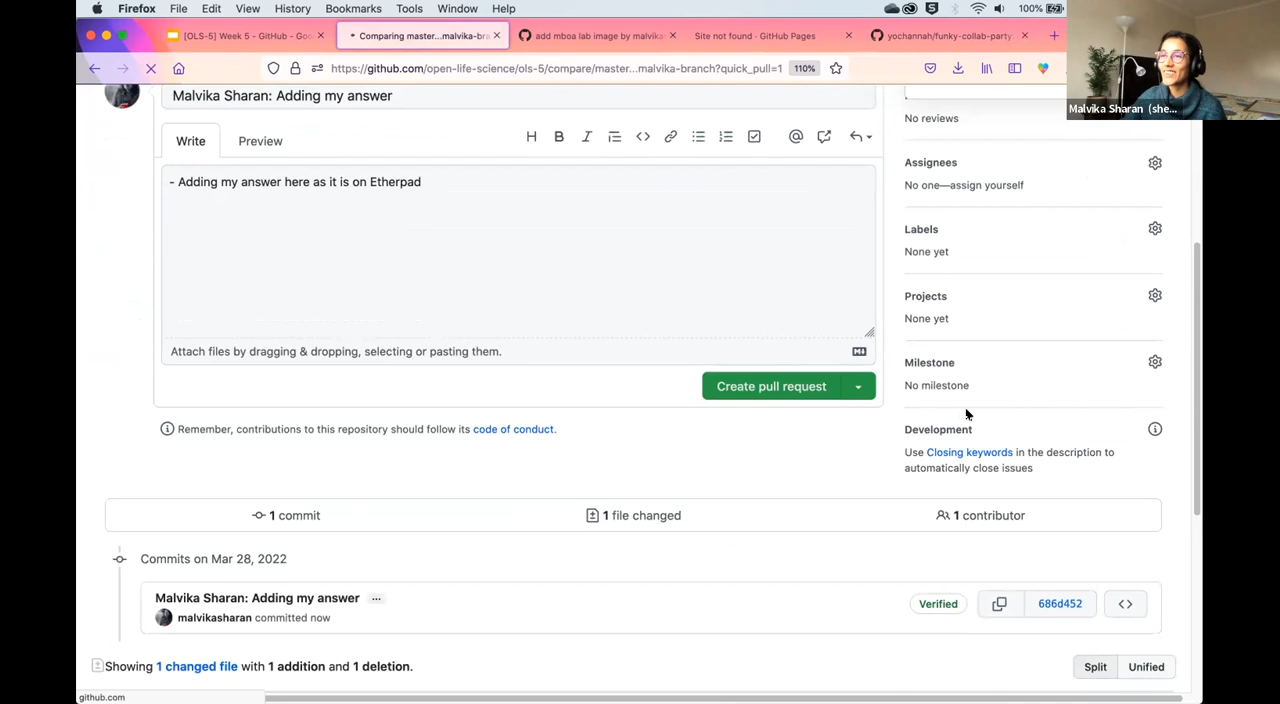 Firefox File Edit View History Bookmarks Tools Window Help
100%
[OLS-5] Week 5 - GitHub - Goo
Comparing master...malvika-bra
add mboa lab image by malvika
Site not found · GitHub Pages
yochannah/funky-collab-party
https://github.com/open-life-science/ols-5/compare/master...malvika-branch?quick_pull=1
110%
Malvika Sharan (she...
Malvika Sharan: Adding my answer
No reviews
Write
Preview
Assignees
No one—assign yourself
- Adding my answer here as it is on Etherpad
Labels
None yet
Projects
None yet
Attach files by dragging & dropping, selecting or pasting them.
Milestone
No milestone
Create pull request
Remember, contributions to this repository should follow its code of conduct.
Development
Use Closing keywords in the description to
automatically close issues
1 commit
1 file changed
1 contributor
Commits on Mar 28, 2022
Malvika Sharan: Adding my answer
malvikasharan committed now
Verified
686d452
Showing 1 changed file with 1 addition and 1 deletion.
Split
Unified
github.com